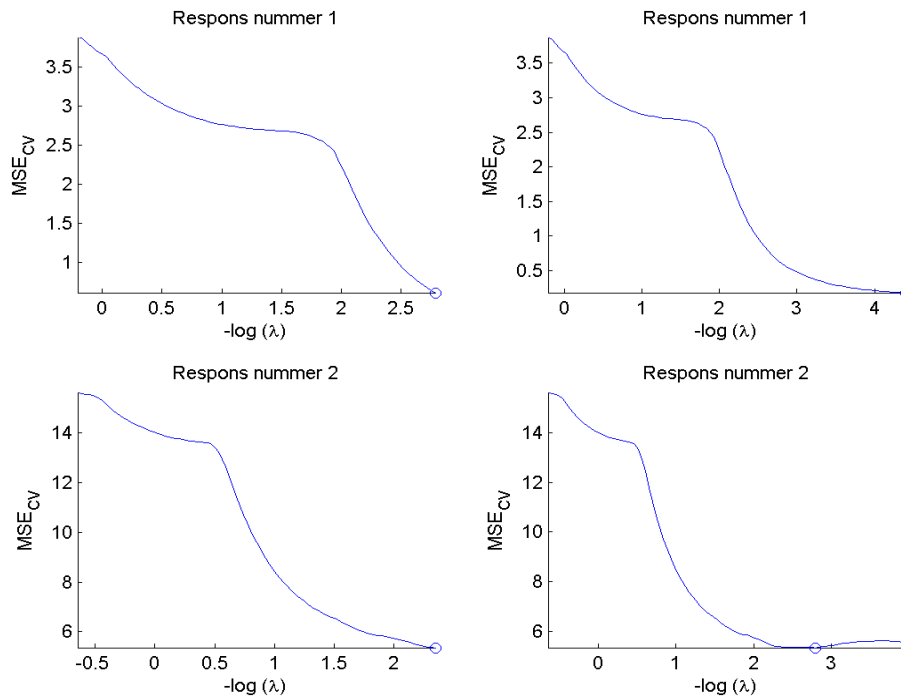 Respons nummer 1
3.5
3
2.5
2
1.5
1
MSE_CV
0 0.5 1 1.5 2 2.5
-log (λ)
Respons nummer 1
3.5
3
2.5
2
1.5
1
0.5
MSE_CV
0 1 2 3 4
-log (λ)
Respons nummer 2
14
12
10
8
6
MSE_CV
-0.5 0 0.5 1 1.5 2
-log (λ)
Respons nummer 2
14
12
10
8
6
MSE_CV
0 1 2 3
-log (λ)